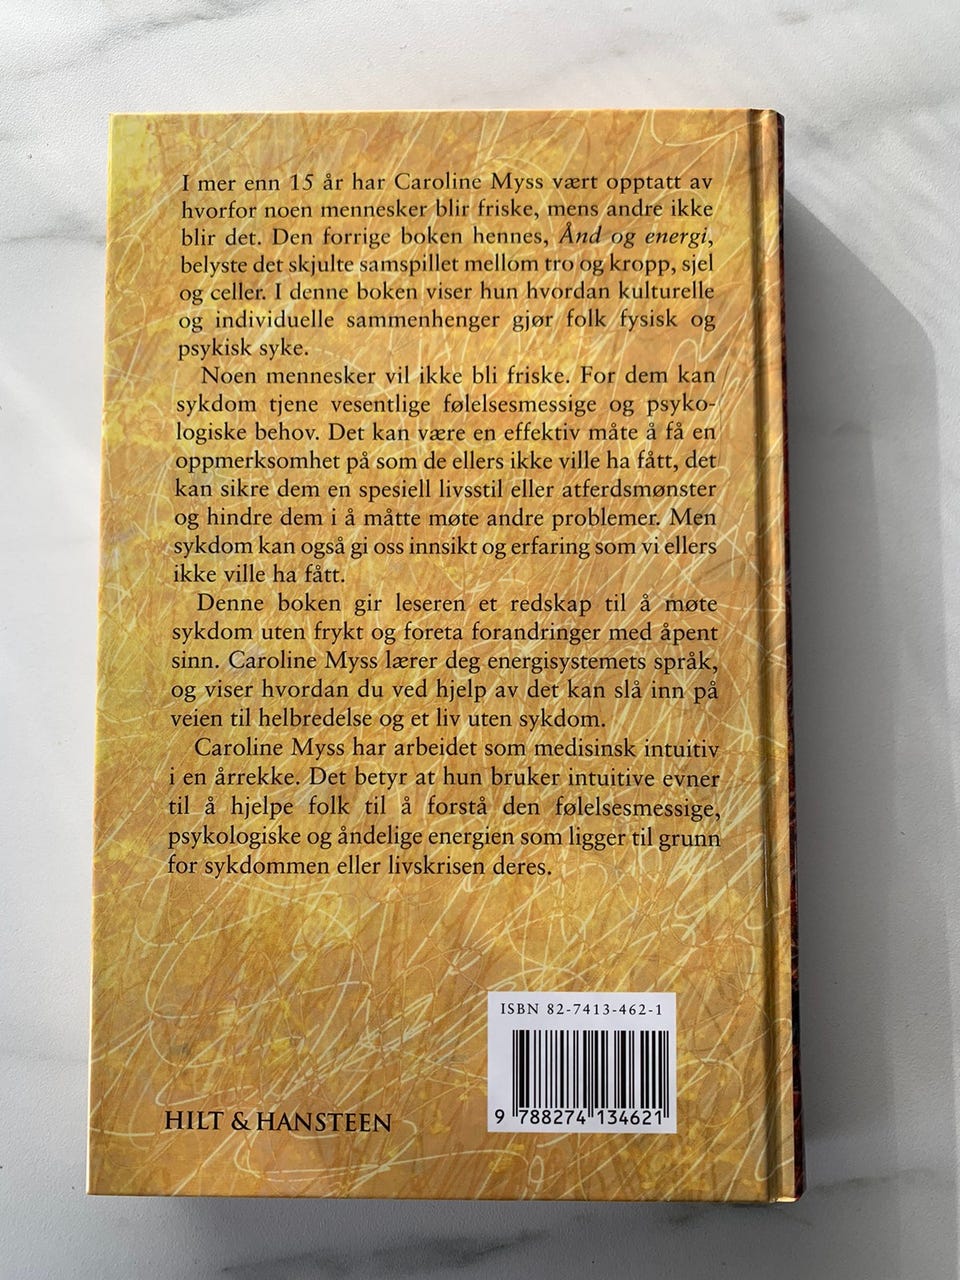 I mer enn 15 år har Caroline Myss vært opptatt av
hvorfor noen mennesker blir friske, mens andre ikke
blir det. Den forrige boken hennes, Ånd og energi,
belyste det skjulte samspillet mellom tro og kropp, sjel
og celler. I denne boken viser hun hvordan kulturelle
og individuelle sammenhenger gjør folk fysisk og
psykisk syke.
Noen mennesker vil ikke bli friske. For dem kan
sykdom tjene vesentlige følelsesmessige og psyko-
logiske behov. Det kan være en effektiv måte å få en
oppmerksomhet på som de ellers ikke ville ha fått, det
kan sikre dem en spesiell livsstil eller atferdsmønster
og hindre dem i å måtte møte andre problemer. Men
sykdom kan også gi oss innsikt og erfaring som vi ellers
ikke ville ha fått.
Denne boken gir leseren et redskap til å møte
sykdom uten frykt og foreta forandringer med åpent
sinn. Caroline Myss lærer deg energisystemets språk,
og viser hvordan du ved hjelp av det kan slå inn på
veien til helbredelse og et liv uten sykdom.
Caroline Myss har arbeidet som medisinsk intuitiv
i en årrekke. Det betyr at hun bruker intuitive evner
til å hjelpe folk til å forstå den følelsesmessige,
psykologiske og åndelige energien som ligger til grunn
for sykdommen eller livskrisen deres.
ISBN 82-7413-462-1
9 788274 134621
HILT & HANSTEEN